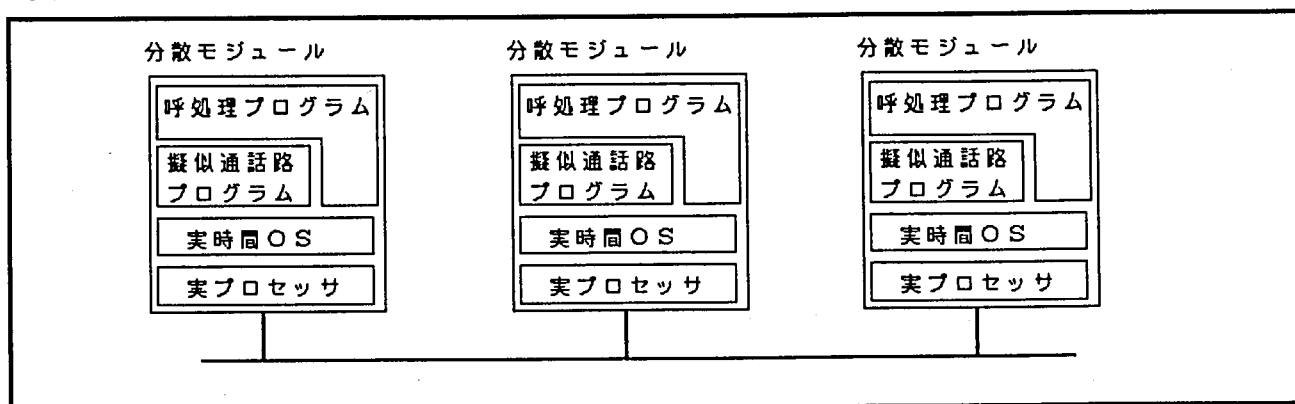 分散モジュール
呼処理プログラム
擬似通話路
プログラム
実時間OS
実プロセッサ
分散モジュール
呼処理プログラム
擬似通話路
プログラム
実時間OS
実プロセッサ
分散モジュール
呼処理プログラム
擬似通話路
プログラム
実時間OS
実プロセッサ